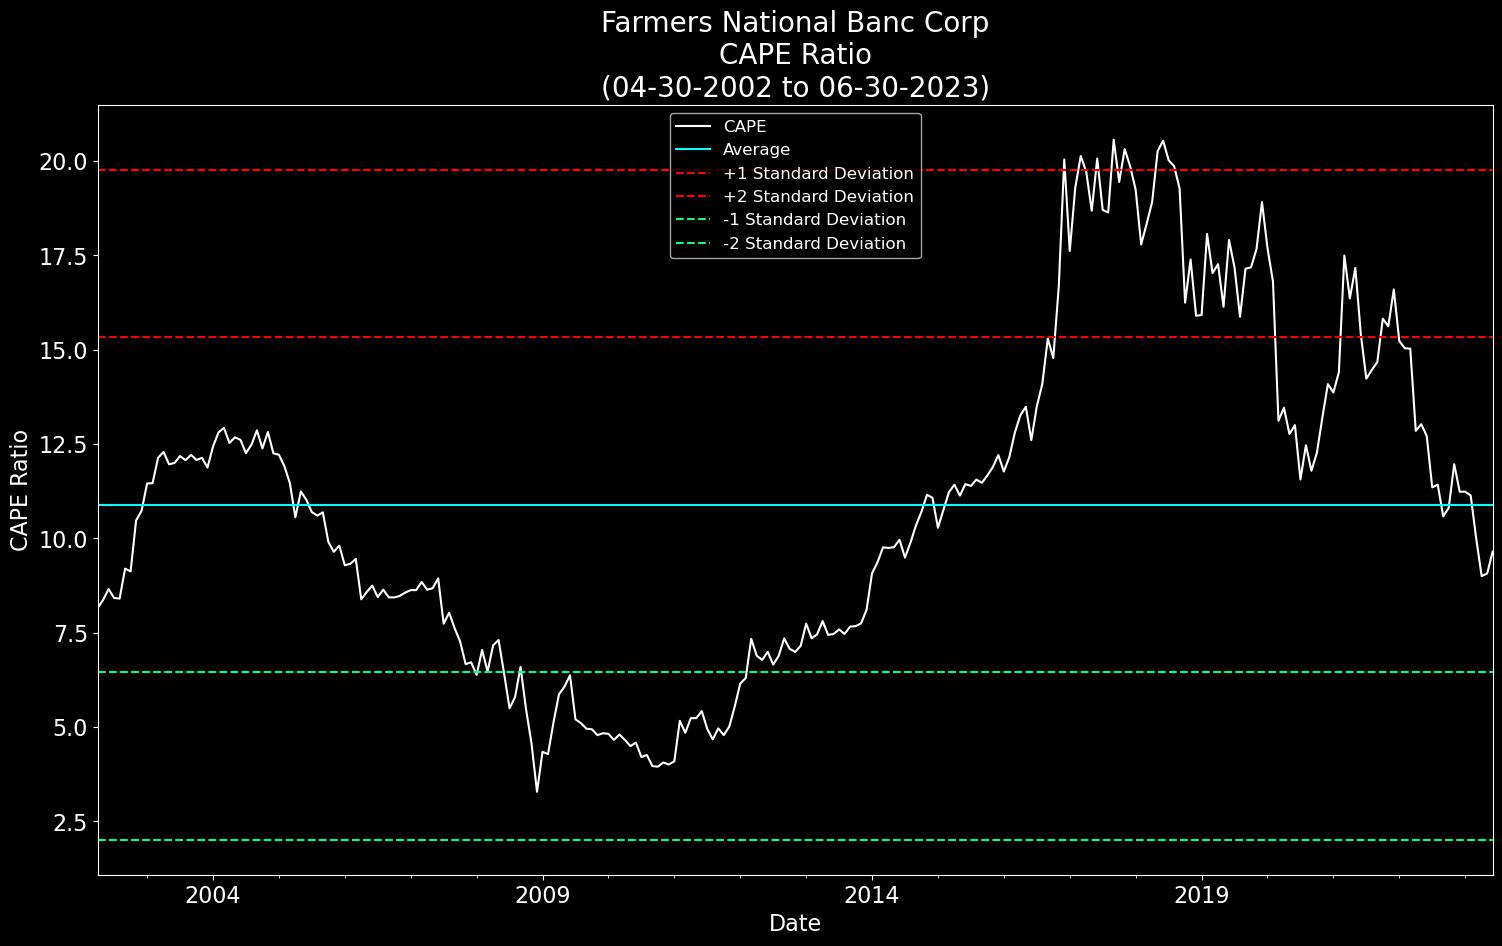 Farmers National Banc Corp
CAPE Ratio
(04-30-2002 to 06-30-2023)
CAPE
Average
+1 Standard Deviation
+2 Standard Deviation
-1 Standard Deviation
-2 Standard Deviation
CAPE Ratio
20.0
17.5
15.0
12.5
10.0
7.5
5.0
2.5
2004 2009 2014 2019
Date